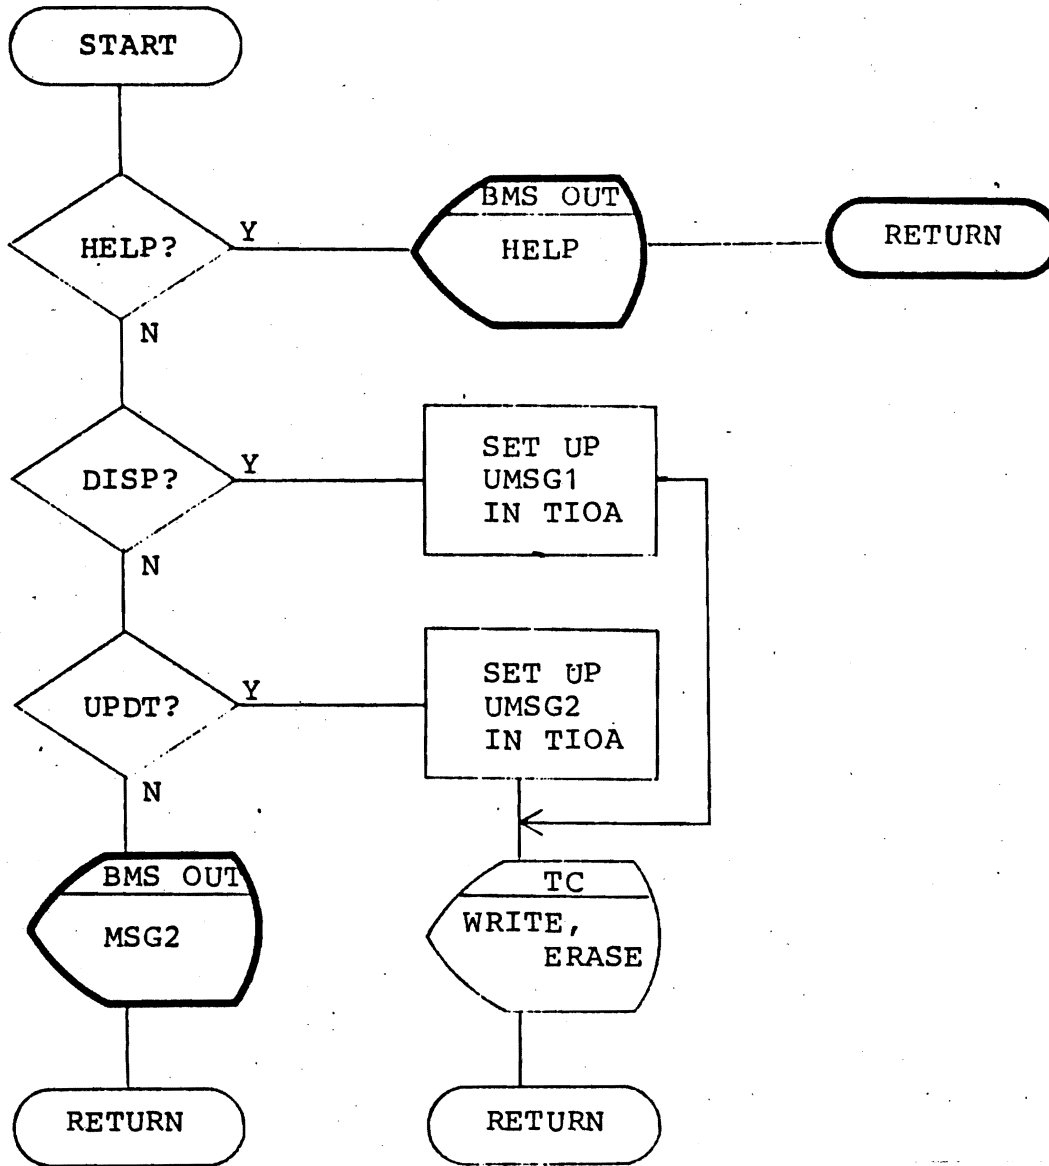 START
HELP?
Y
BMS OUT
HELP
RETURN
N
DISP?
Y
SET UP
UMSG1
IN TIOA
N
UPDT?
Y
SET UP
UMSG2
IN TIOA
N
BMS OUT
MSG2
TC
WRITE,
ERASE
RETURN
RETURN